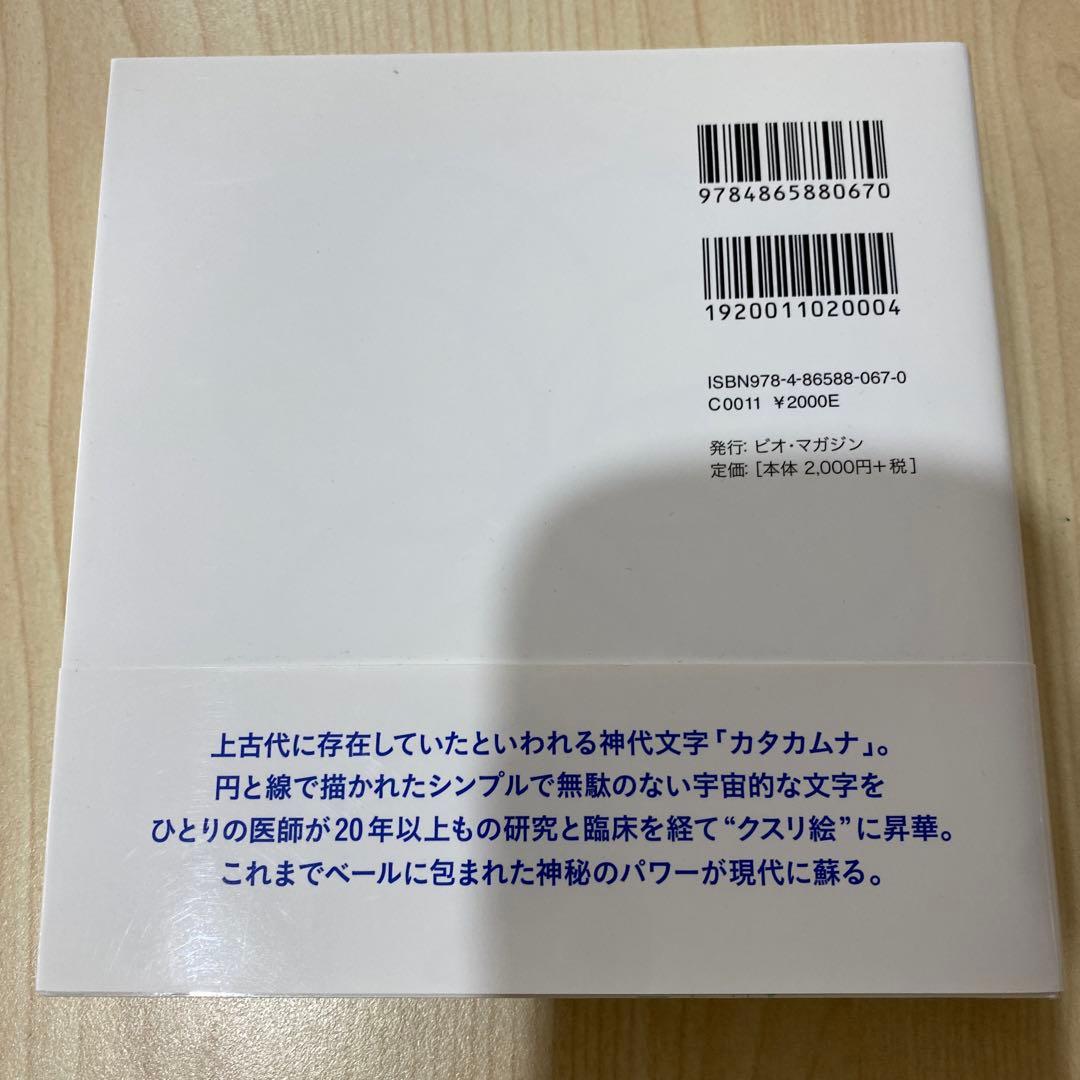 9784865880670
1920011020004
ISBN978-4-86588-067-0
C0011 ¥2000E
発行: ビオ・マガジン
定価: [本体 2,000円+税]
上古代に存在していたといわれる神代文字「カタカムナ」。
円と線で描かれたシンプルで無駄のない宇宙的な文字を
ひとりの医師が20年以上もの研究と臨床を経て“クスリ絵”に昇華。
これまでベールに包まれた神秘のパワーが現代に蘇る。